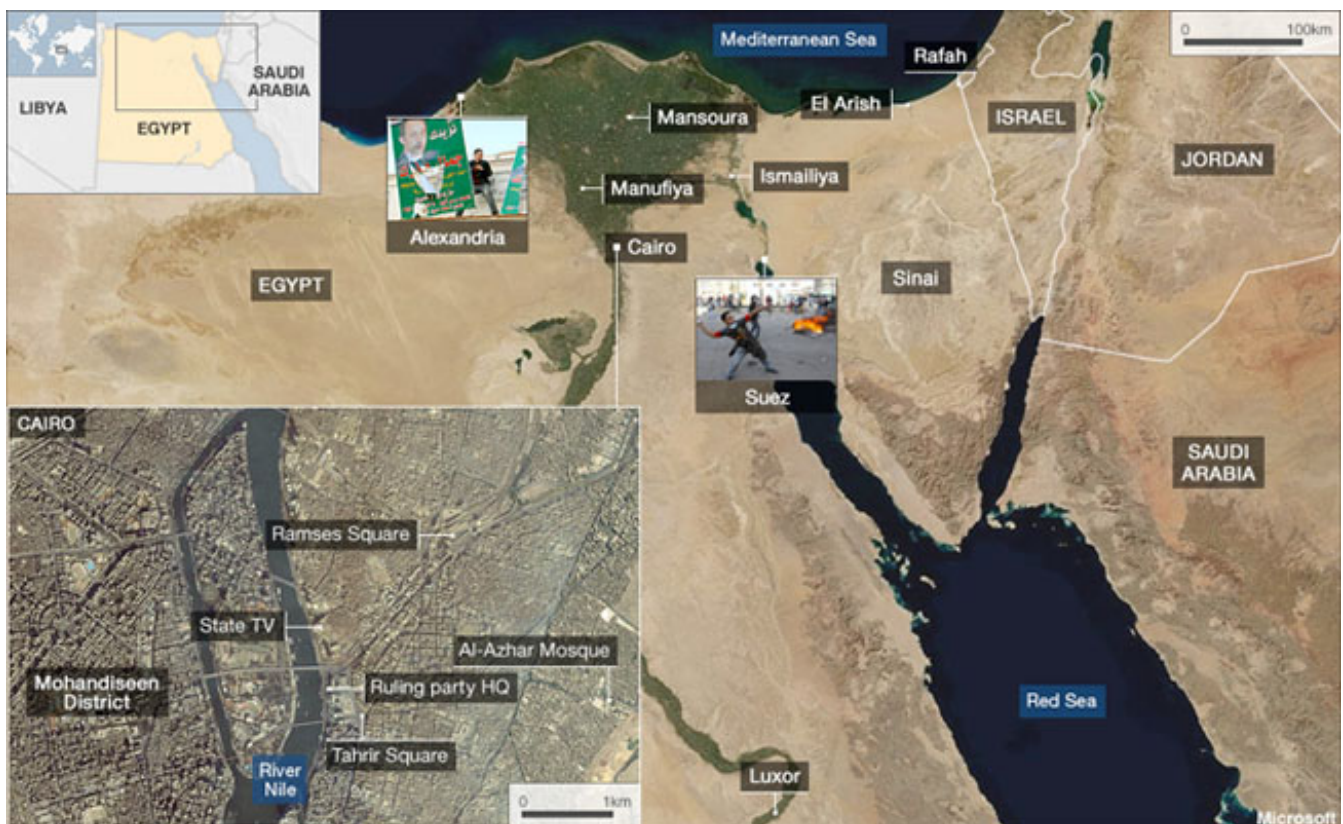 LIBYA
EGYPT
SAUDI
ARABIA
Mediterranean Sea
0 100km
Rafah
El Arish
ISRAEL
JORDAN
Mansoura
Ismailiya
Manufiya
Alexandria
Cairo
EGYPT
Sinai
Suez
SAUDI
ARABIA
Red Sea
Luxor
Microsoft
CAIRO
Ramses Square
State TV
Al-Azhar Mosque
Mohandiseen
District
Ruling party HQ
Tahrir Square
River
Nile
0 1km